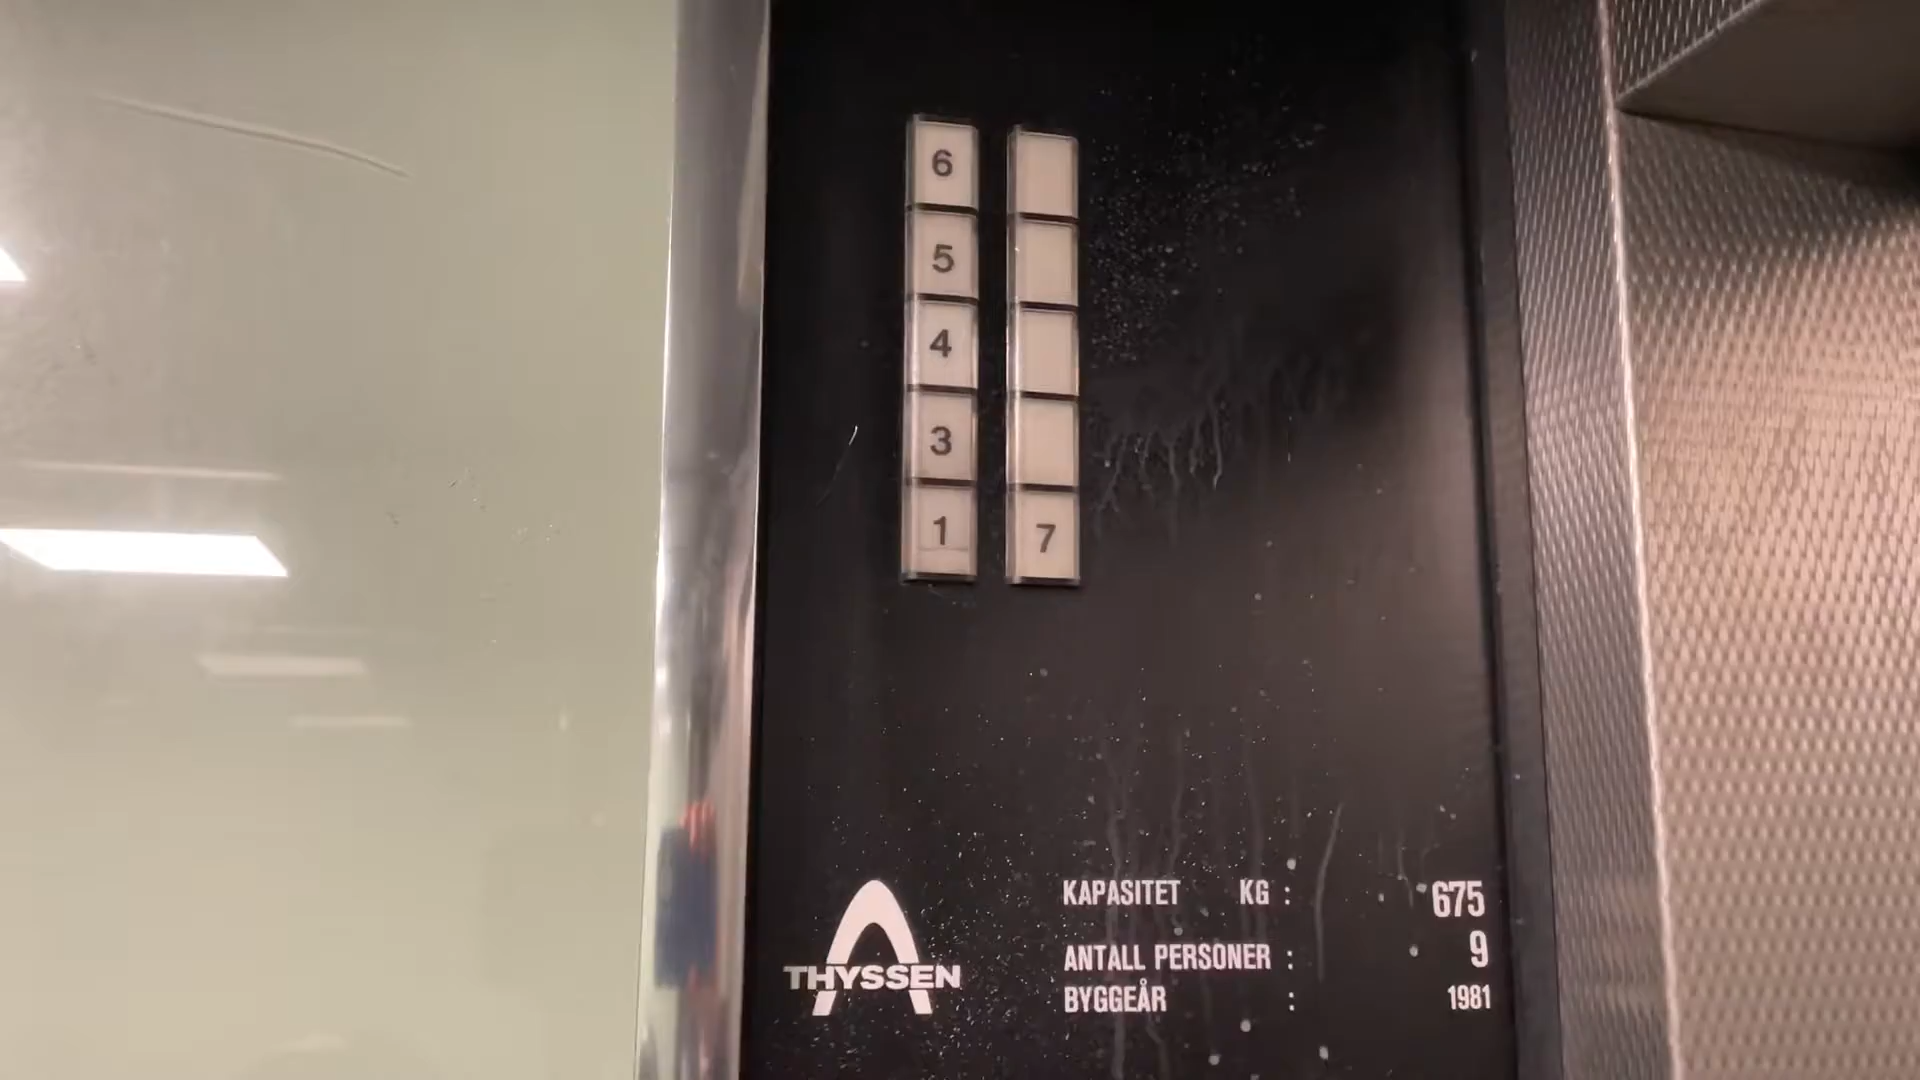 6
5
4
3
1
7
THYSSEN
KAPASITET KG : 675
ANTALL PERSONER : 9
BYGGEÅR : 1981